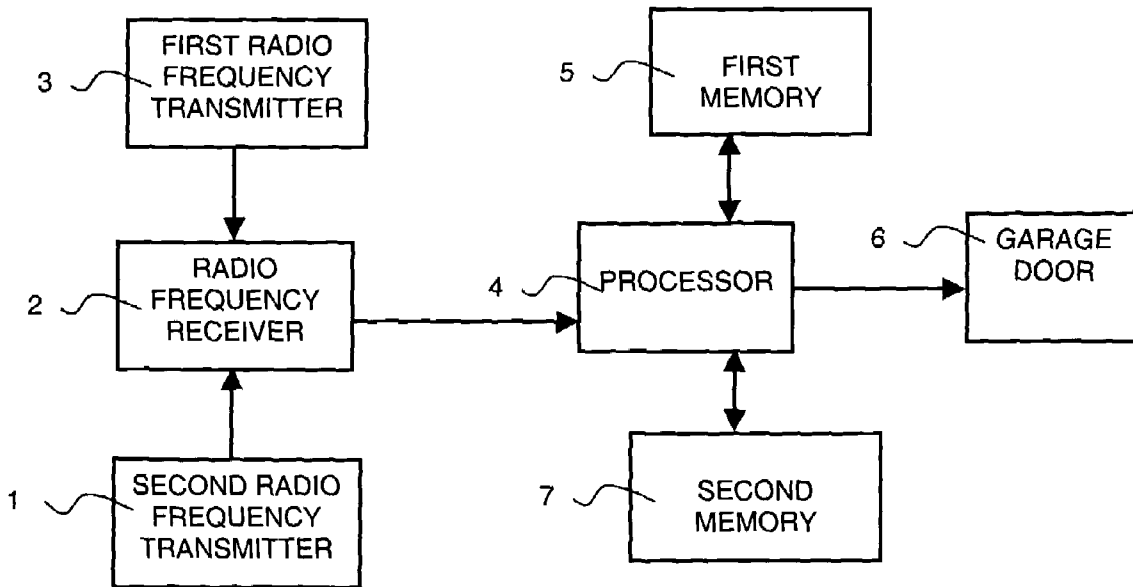 3
FIRST RADIO
FREQUENCY
TRANSMITTER
5
FIRST
MEMORY
2
RADIO
FREQUENCY
RECEIVER
4
PROCESSOR
6
GARAGE
DOOR
1
SECOND RADIO
FREQUENCY
TRANSMITTER
7
SECOND
MEMORY